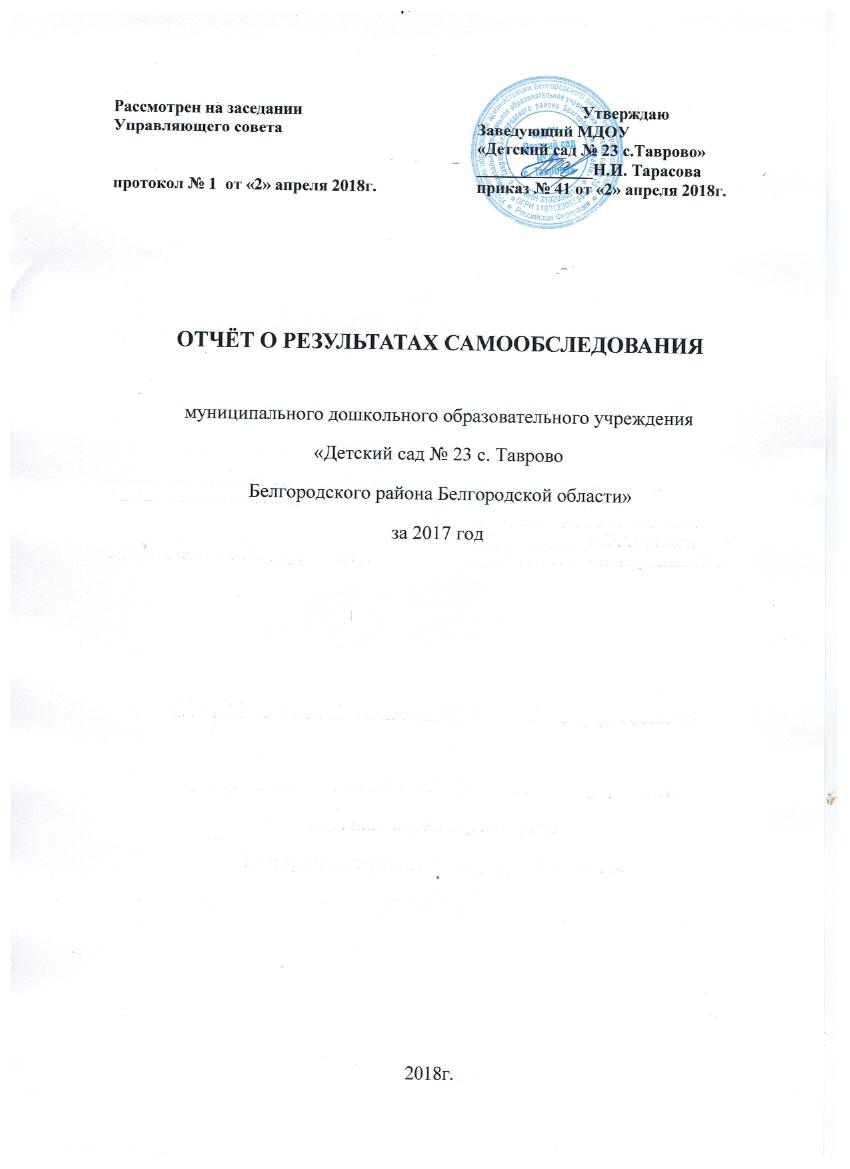 Рассмотрен на заседании
Управляющего совета
протокол № 1 от «2» апреля 2018г.
Утверждаю
Заведующий МДОУ
«Детский сад № 23 с.Таврово»
Н.И. Тарасова
приказ № 41 от «2» апреля 2018г.
ОТЧЁТ О РЕЗУЛЬТАТАХ САМООБСЛЕДОВАНИЯ
муниципального дошкольного образовательного учреждения
«Детский сад № 23 с. Таврово
Белгородского района Белгородской области»
за 2017 год
2018г.